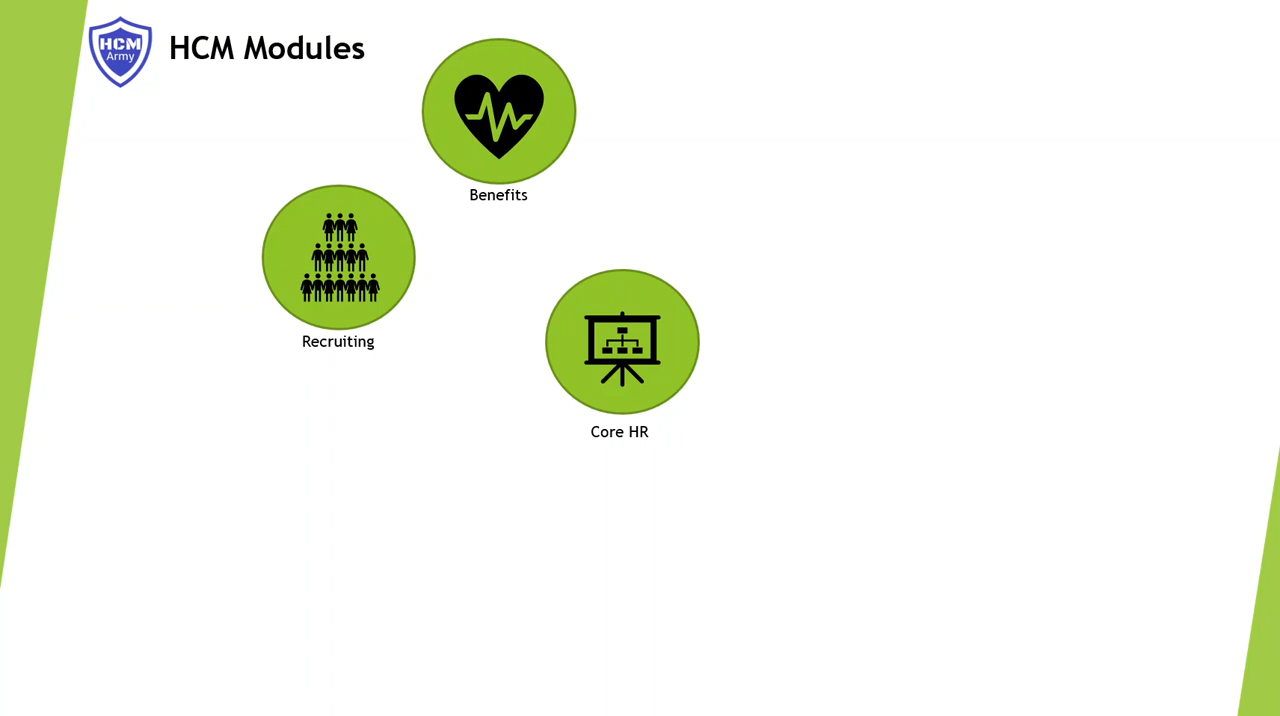 HCM
Army
HCM Modules
Benefits
Recruiting
Core HR